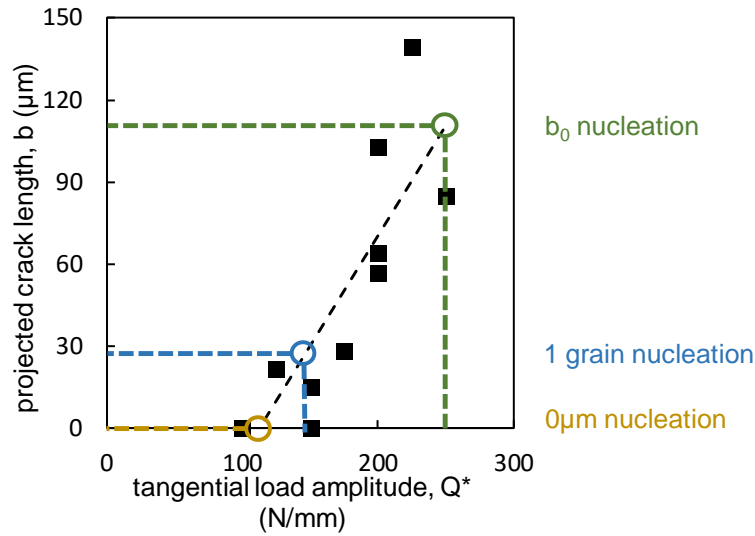 projected crack length, b (µm)
150
120
90
60
30
0
0
100
200
300
tangential load amplitude, Q*
(N/mm)
b₀ nucleation
1 grain nucleation
0µm nucleation